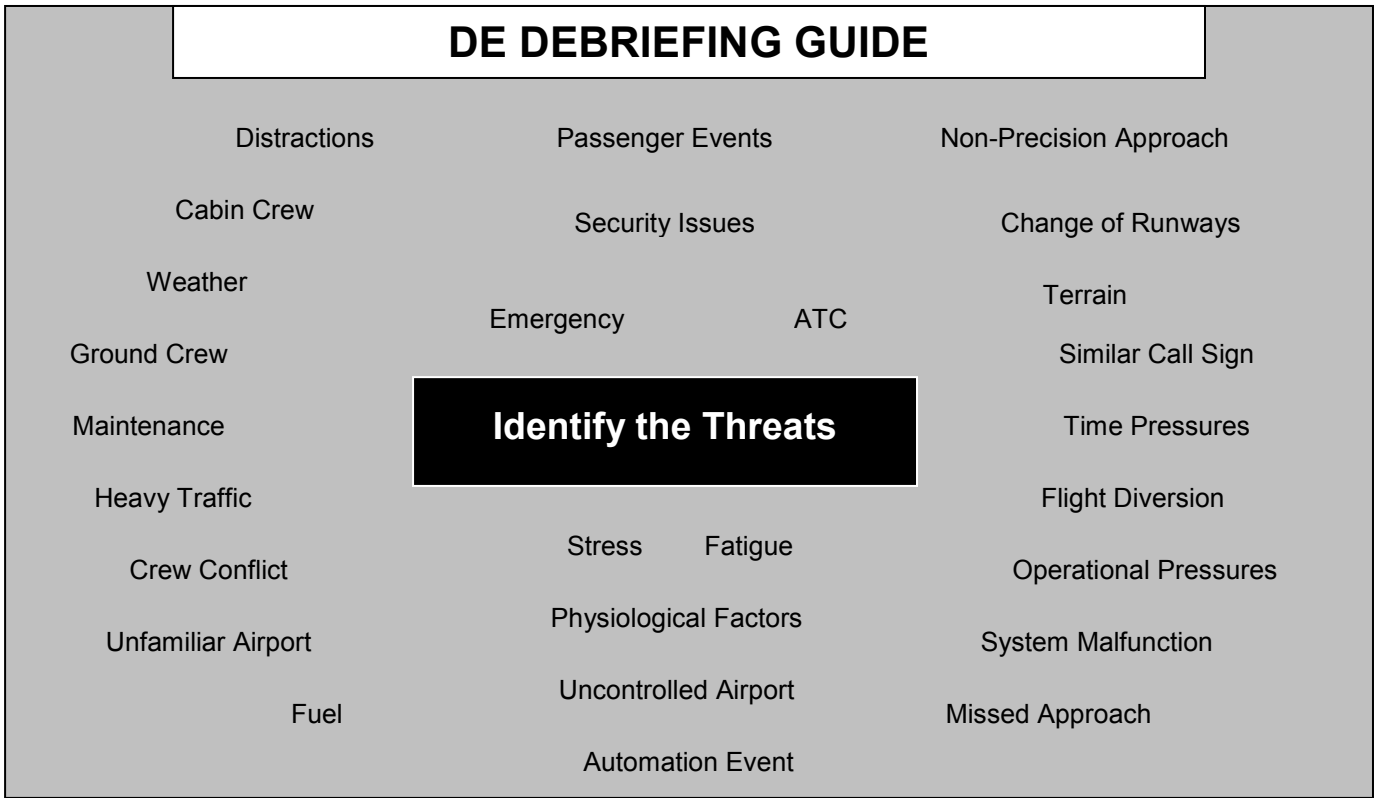 DE DEBRIEFING GUIDE
Distractions
Passenger Events
Non-Precision Approach
Cabin Crew
Security Issues
Change of Runways
Weather
Terrain
Emergency
ATC
Ground Crew
Similar Call Sign
Maintenance
Identify the Threats
Time Pressures
Heavy Traffic
Flight Diversion
Stress
Fatigue
Crew Conflict
Operational Pressures
Physiological Factors
Unfamiliar Airport
System Malfunction
Uncontrolled Airport
Fuel
Missed Approach
Automation Event